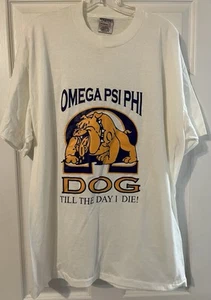 OMEGA PSI PHI
DOG
TILL THE DAY I DIE!